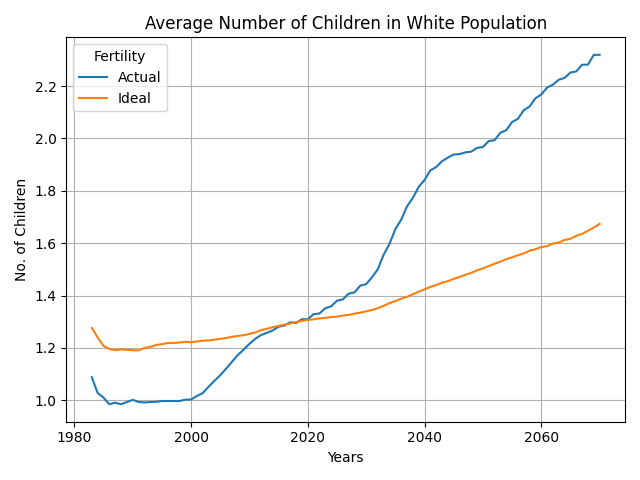 Average Number of Children in White Population
Fertility
Actual
Ideal
No. of Children
2.2
2.0
1.8
1.6
1.4
1.2
1.0
1980
2000
2020
2040
2060
Years